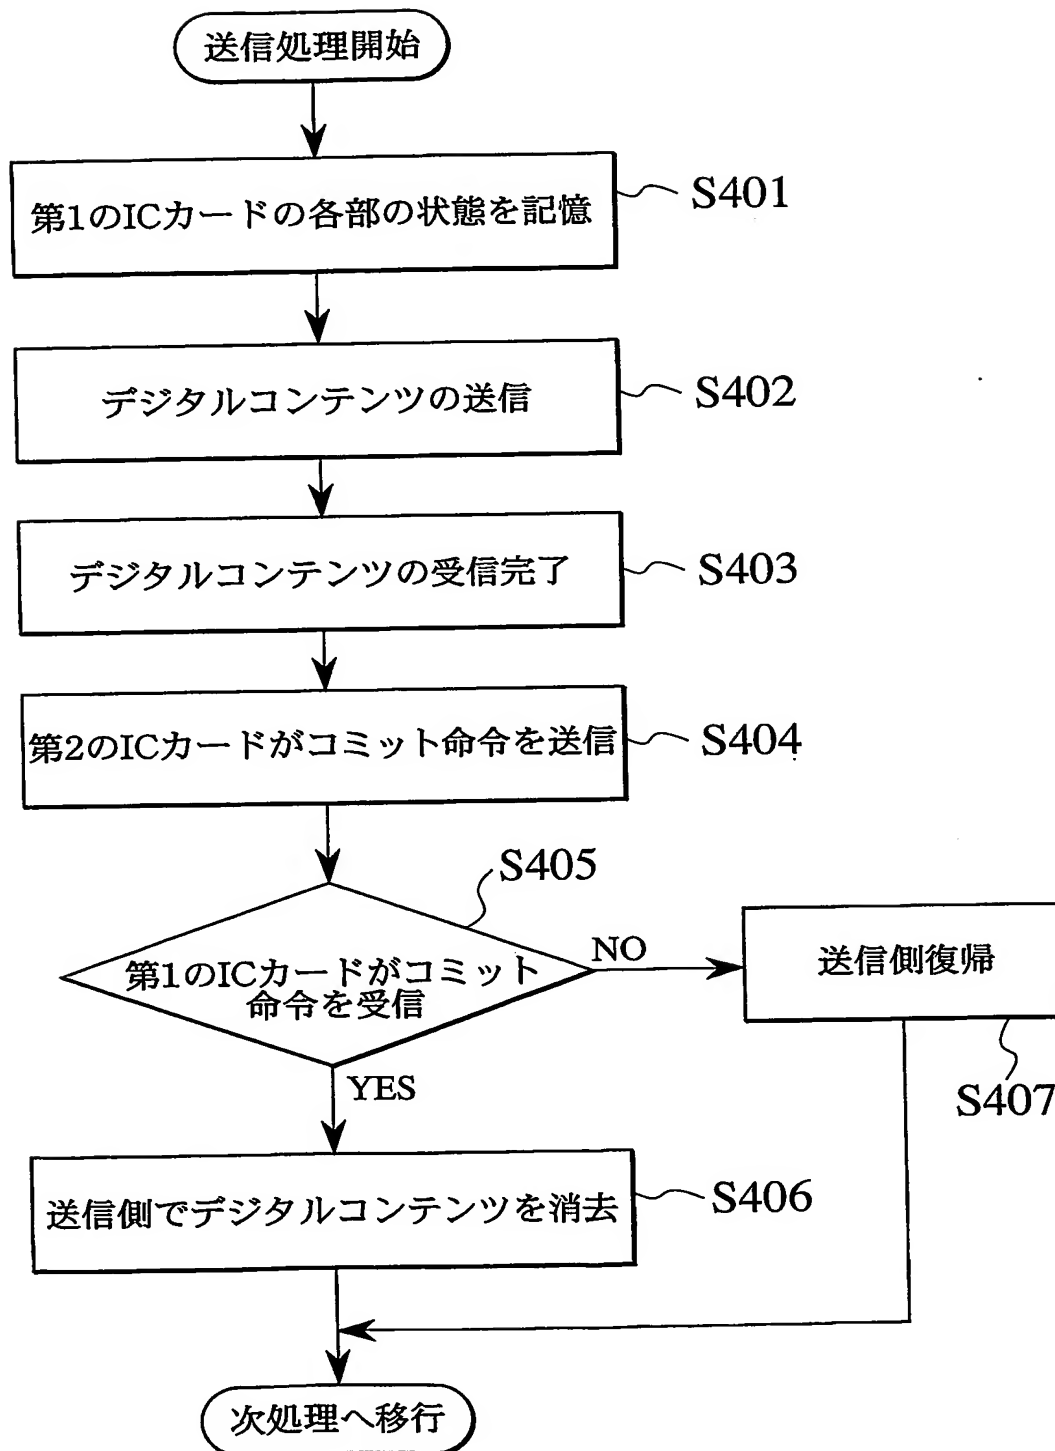 送信処理開始
第1のICカードの各部の状態を記憶
S401
デジタルコンテンツの送信
S402
デジタルコンテンツの受信完了
S403
第2のICカードがコミット命令を送信
S404
S405
第1のICカードがコミット
命令を受信
NO
送信側復帰
S407
YES
送信側でデジタルコンテンツを消去
S406
次処理へ移行